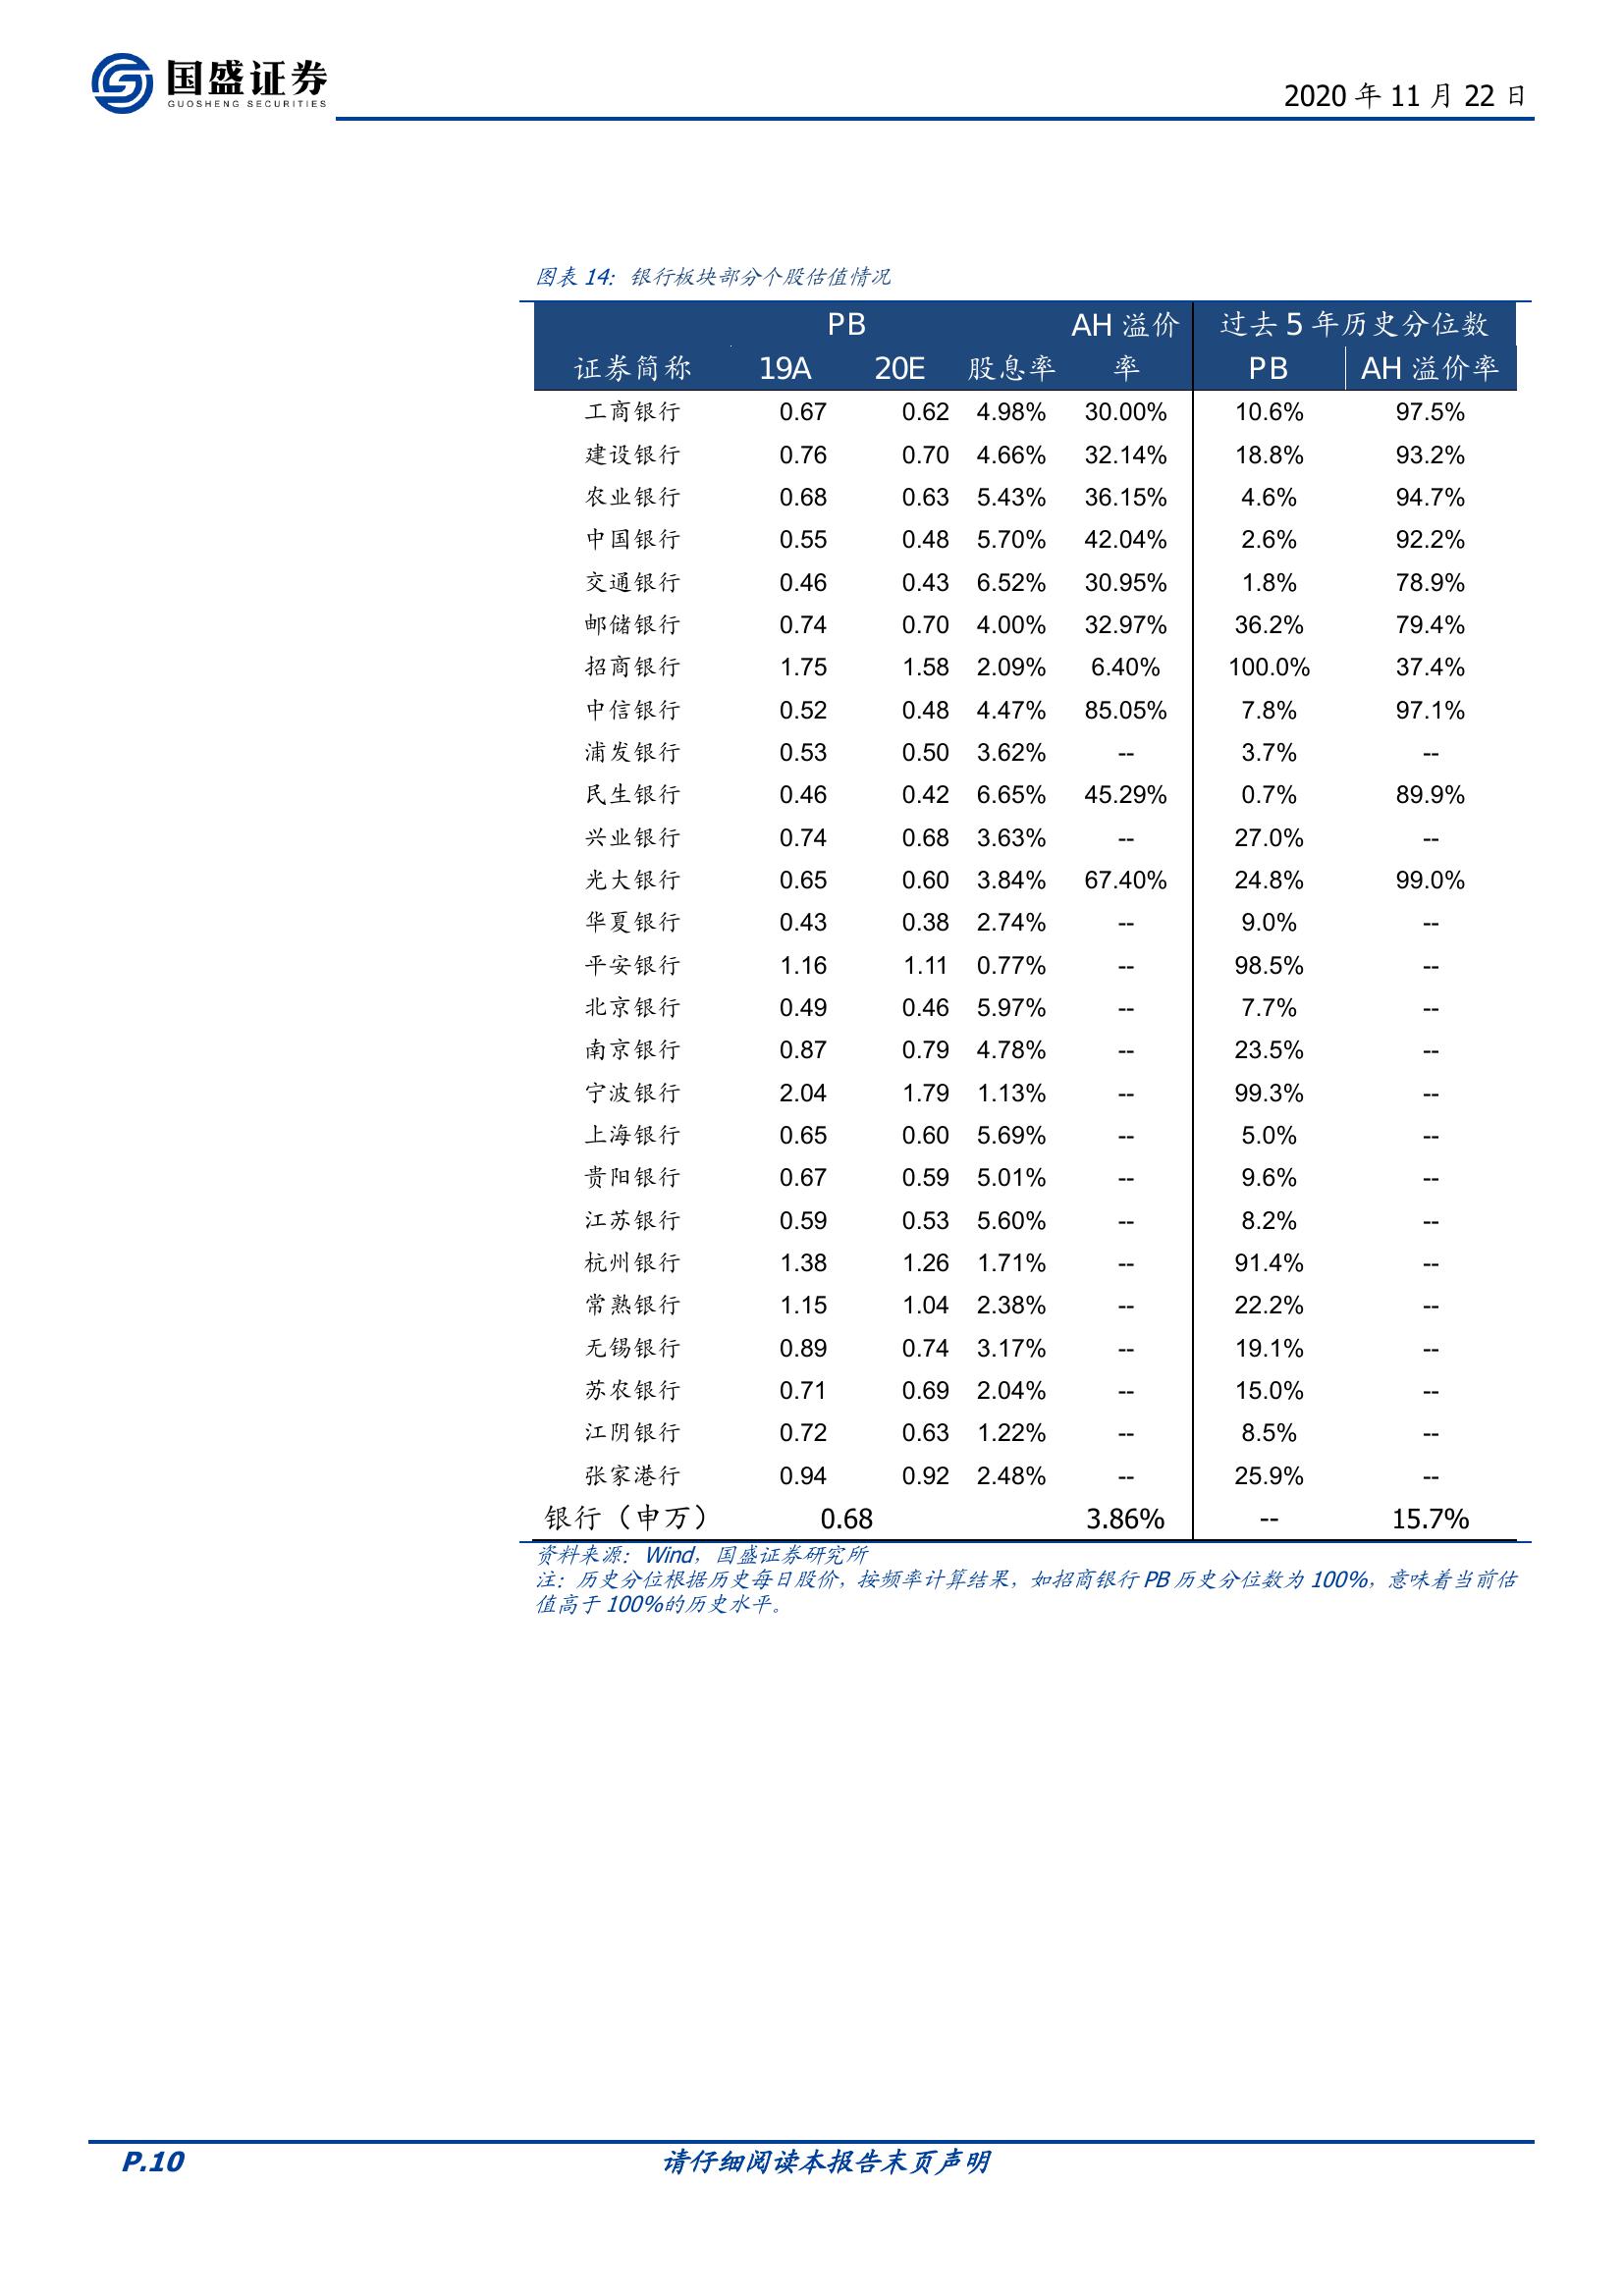 国盛证券
GUOSHENG SECURITIES
2020 年 11 月 22 日
图表 14：银行板块部分个股估值情况
PB AH 溢价 过去 5 年历史分位数
证券简称 19A 20E 股息率 率 PB AH 溢价率
工商银行 0.67 0.62 4.98% 30.00% 10.6% 97.5%
建设银行 0.76 0.70 4.66% 32.14% 18.8% 93.2%
农业银行 0.68 0.63 5.43% 36.15% 4.6% 94.7%
中国银行 0.55 0.48 5.70% 42.04% 2.6% 92.2%
交通银行 0.46 0.43 6.52% 30.95% 1.8% 78.9%
邮储银行 0.74 0.70 4.00% 32.97% 36.2% 79.4%
招商银行 1.75 1.58 2.09% 6.40% 100.0% 37.4%
中信银行 0.52 0.48 4.47% 85.05% 7.8% 97.1%
浦发银行 0.53 0.50 3.62% -- 3.7% --
民生银行 0.46 0.42 6.65% 45.29% 0.7% 89.9%
兴业银行 0.74 0.68 3.63% -- 27.0% --
光大银行 0.65 0.60 3.84% 67.40% 24.8% 99.0%
华夏银行 0.43 0.38 2.74% -- 9.0% --
平安银行 1.16 1.11 0.77% -- 98.5% --
北京银行 0.49 0.46 5.97% -- 7.7% --
南京银行 0.87 0.79 4.78% -- 23.5% --
宁波银行 2.04 1.79 1.13% -- 99.3% --
上海银行 0.65 0.60 5.69% -- 5.0% --
贵阳银行 0.67 0.59 5.01% -- 9.6% --
江苏银行 0.59 0.53 5.60% -- 8.2% --
杭州银行 1.38 1.26 1.71% -- 91.4% --
常熟银行 1.15 1.04 2.38% -- 22.2% --
无锡银行 0.89 0.74 3.17% -- 19.1% --
苏农银行 0.71 0.69 2.04% -- 15.0% --
江阴银行 0.72 0.63 1.22% -- 8.5% --
张家港行 0.94 0.92 2.48% -- 25.9% --
银行（申万） 0.68 3.86% -- 15.7%
资料来源：Wind，国盛证券研究所
注：历史分位根据历史每日股价，按频率计算结果，如招商银行 PB 历史分位数为 100%，意味着当前估
值高于 100%的历史水平。
P.10 请仔细阅读本报告末页声明